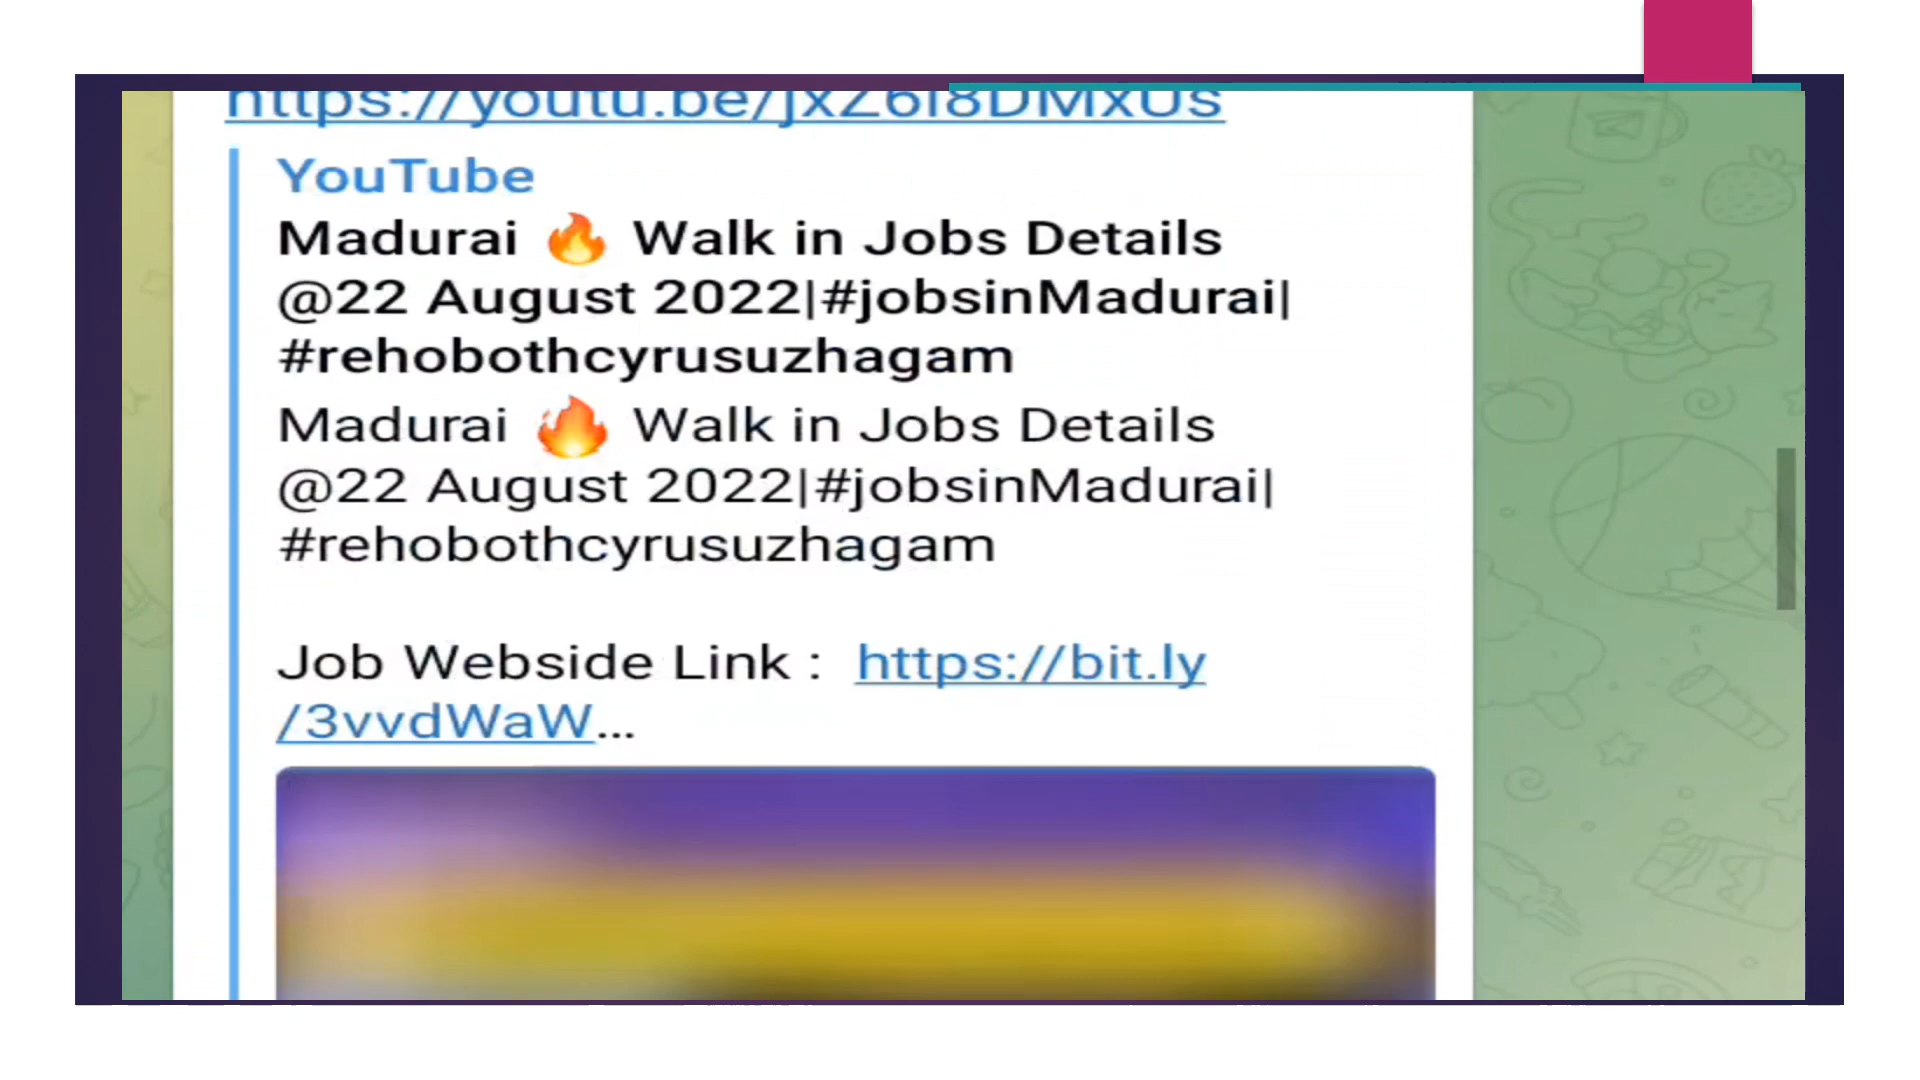 YouTube
Madurai 🔥 Walk in Jobs Details
@22 August 2022|#jobsinMadurai|
#rehobothcyrusuzhagam
Madurai 🔥 Walk in Jobs Details
@22 August 2022|#jobsinMadurai|
#rehobothcyrusuzhagam
Job Webside Link : https://bit.ly
/3vvdWaW...